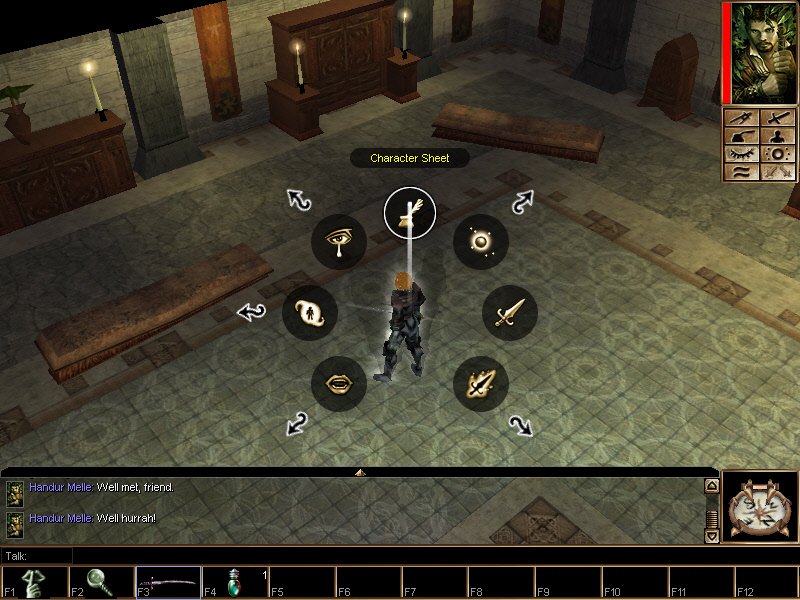 Character Sheet
Handur Melle: Well met, friend.
Handur Melle: Well hurrah!
Talk:
F1 F2 F3 F4 1 F5 F6 F7 F8 F9 F10 F11 F12